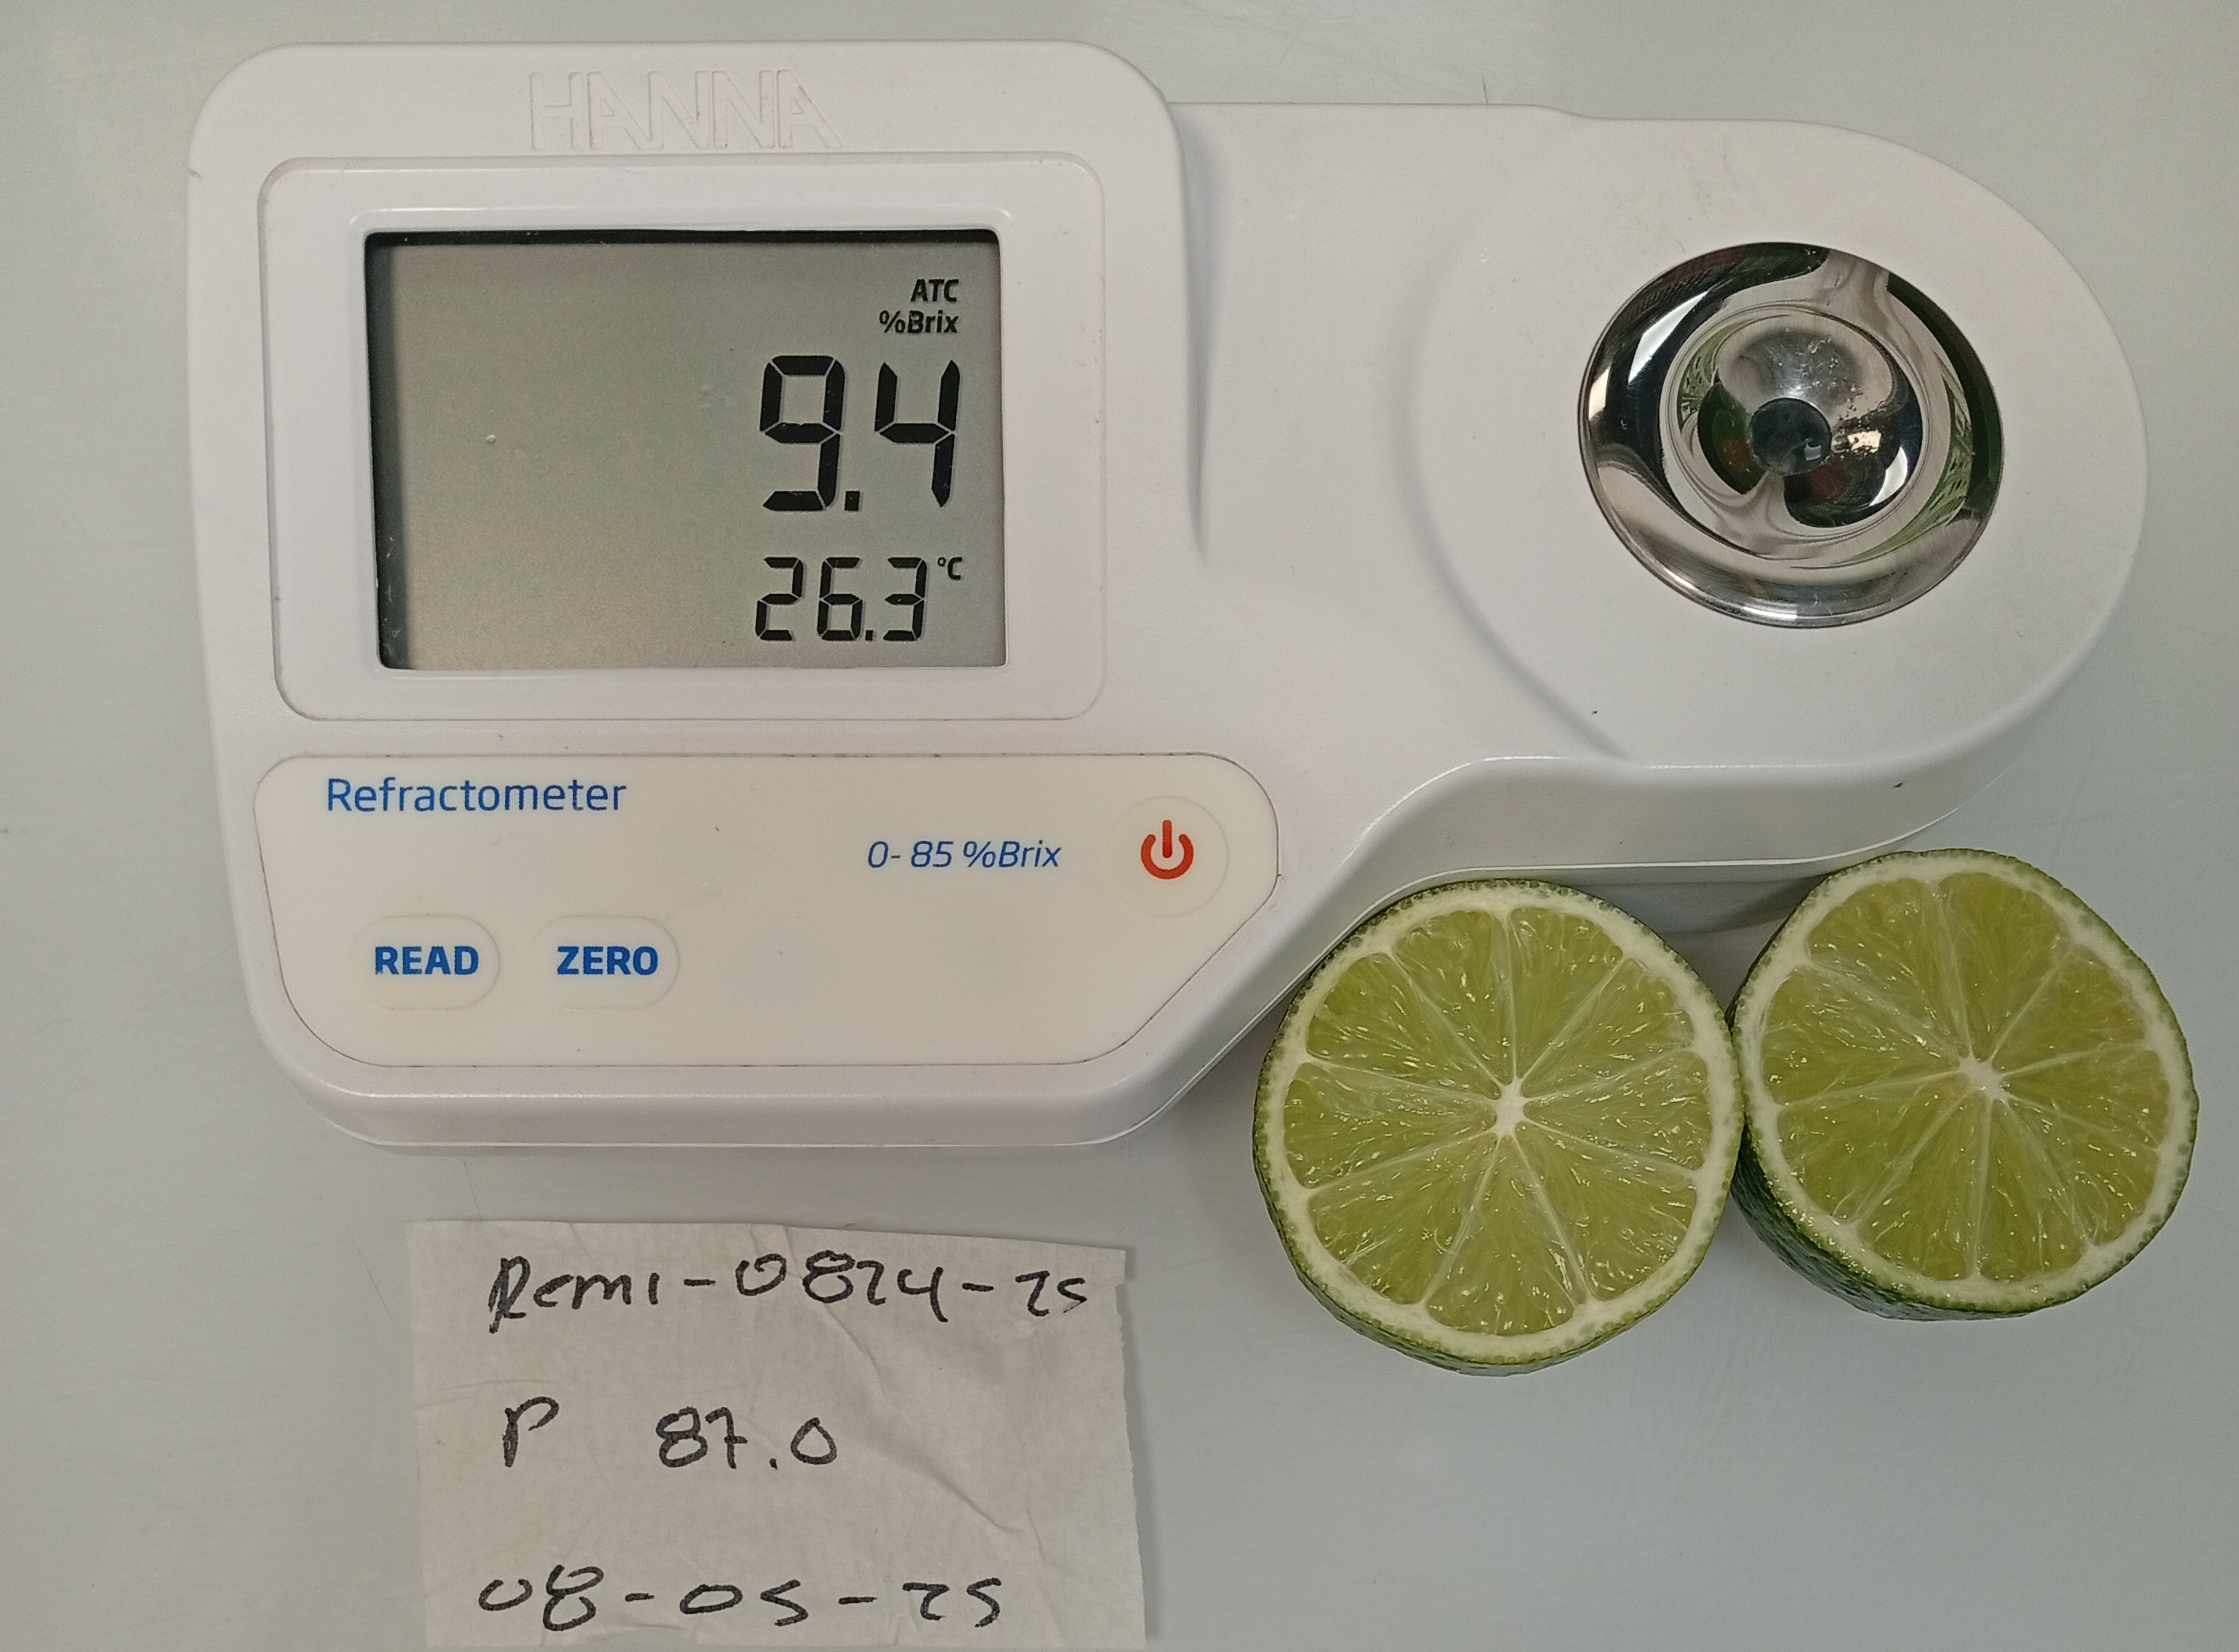 HANNA
ATC
%Brix
9.4
26.3 °C
Refractometer
0-85 %Brix
READ ZERO
Remi-0824-25
P 87.0
08-05-25